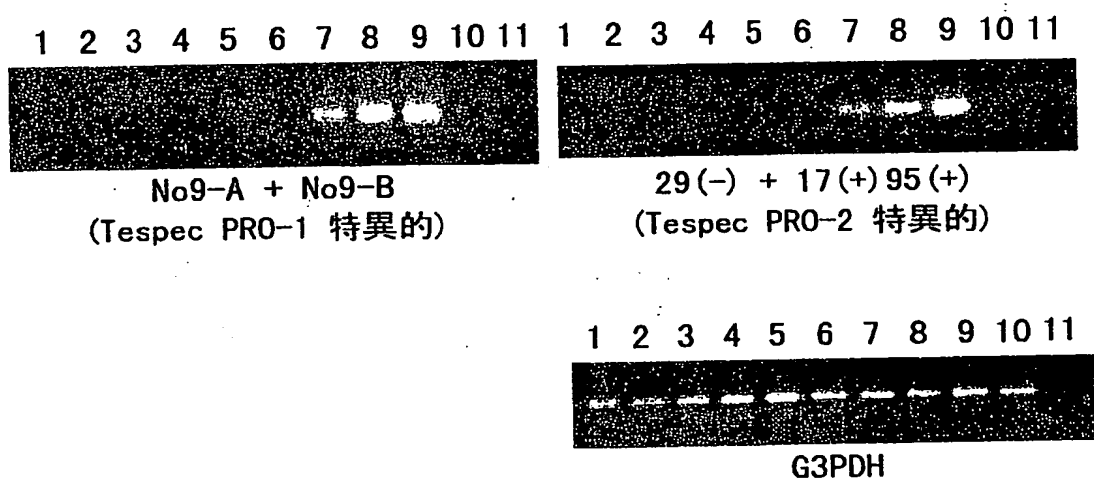 1 2 3 4 5 6 7 8 9 10 11
No9-A + No9-B
(Tespec PRO-1 特異的)
1 2 3 4 5 6 7 8 9 10 11
29(-) + 17(+)95(+)
(Tespec PRO-2 特異的)
1 2 3 4 5 6 7 8 9 10 11
G3PDH